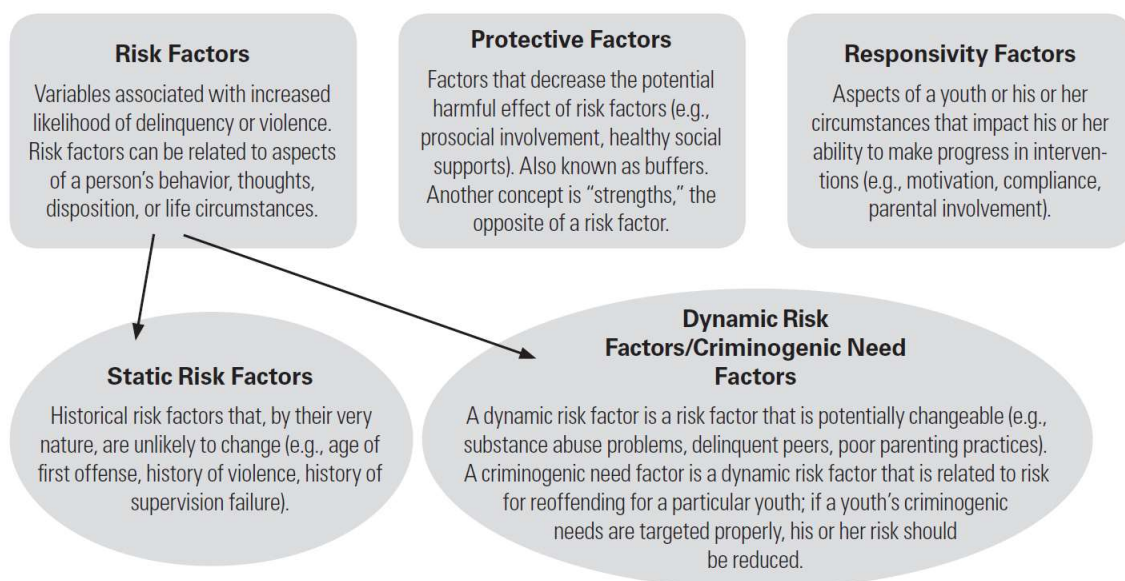 Risk Factors
Variables associated with increased
likelihood of delinquency or violence.
Risk factors can be related to aspects
of a person's behavior, thoughts,
disposition, or life circumstances.
Protective Factors
Factors that decrease the potential
harmful effect of risk factors (e.g.,
prosocial involvement, healthy social
supports). Also known as buffers.
Another concept is “strengths,” the
opposite of a risk factor.
Responsivity Factors
Aspects of a youth or his or her
circumstances that impact his or her
ability to make progress in interven-
tions (e.g., motivation, compliance,
parental involvement).
Static Risk Factors
Historical risk factors that, by their very
nature, are unlikely to change (e.g., age of
first offense, history of violence, history of
supervision failure).
Dynamic Risk
Factors/Criminogenic Need
Factors
A dynamic risk factor is a risk factor that is potentially changeable (e.g.,
substance abuse problems, delinquent peers, poor parenting practices).
A criminogenic need factor is a dynamic risk factor that is related to risk
for reoffending for a particular youth; if a youth's criminogenic
needs are targeted properly, his or her risk should
be reduced.